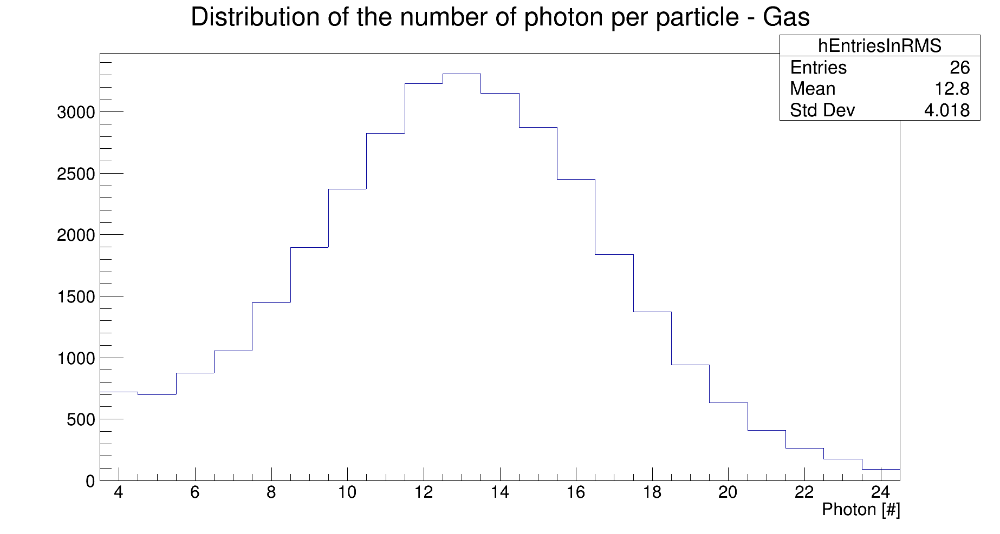 Distribution of the number of photon per particle - Gas
hEntriesInRMS
Entries 26
Mean 12.8
Std Dev 4.018
3000
2500
2000
1500
1000
500
0
4 6 8 10 12 14 16 18 20 22 24
Photon [#]